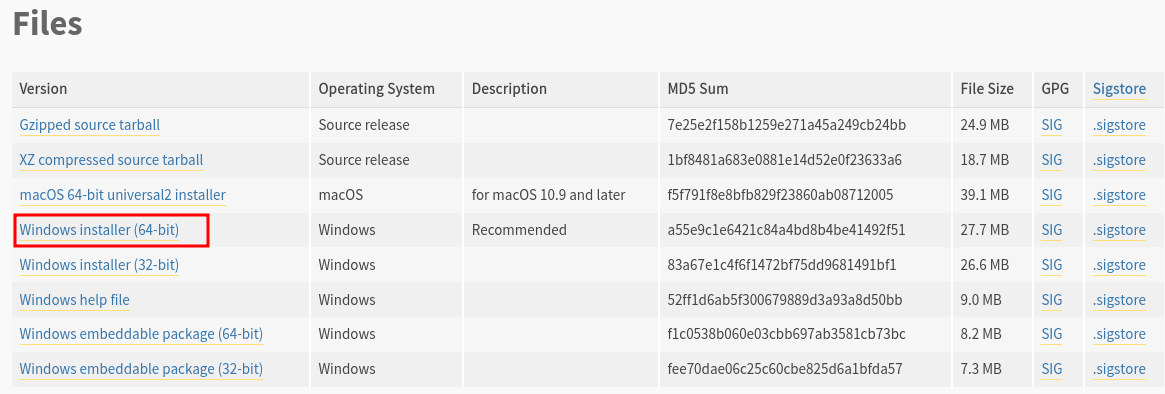 Files
Version Operating System Description MD5 Sum File Size GPG Sigstore
Gzipped source tarball Source release 7e25e2f158b1259e271a45a249cb24bb 24.9 MB SIG .sigstore
XZ compressed source tarball Source release 1bf8481a683e0881e14d52e0f23633a6 18.7 MB SIG .sigstore
macOS 64-bit universal2 installer macOS for macOS 10.9 and later f5f791f8e8bfb829f23860ab08712005 39.1 MB SIG .sigstore
Windows installer (64-bit) Windows Recommended a55e9c1e6421c84a4bd8b4be41492f51 27.7 MB SIG .sigstore
Windows installer (32-bit) Windows 83a67e1c4f6f1472bf75dd9681491bf1 26.6 MB SIG .sigstore
Windows help file Windows 52ff1d6ab5f300679889d3a93a8d50bb 9.0 MB SIG .sigstore
Windows embeddable package (64-bit) Windows f1c0538b060e03cbb697ab3581cb73bc 8.2 MB SIG .sigstore
Windows embeddable package (32-bit) Windows fee70dae06c25c60cbe825d6a1bfda57 7.3 MB SIG .sigstore